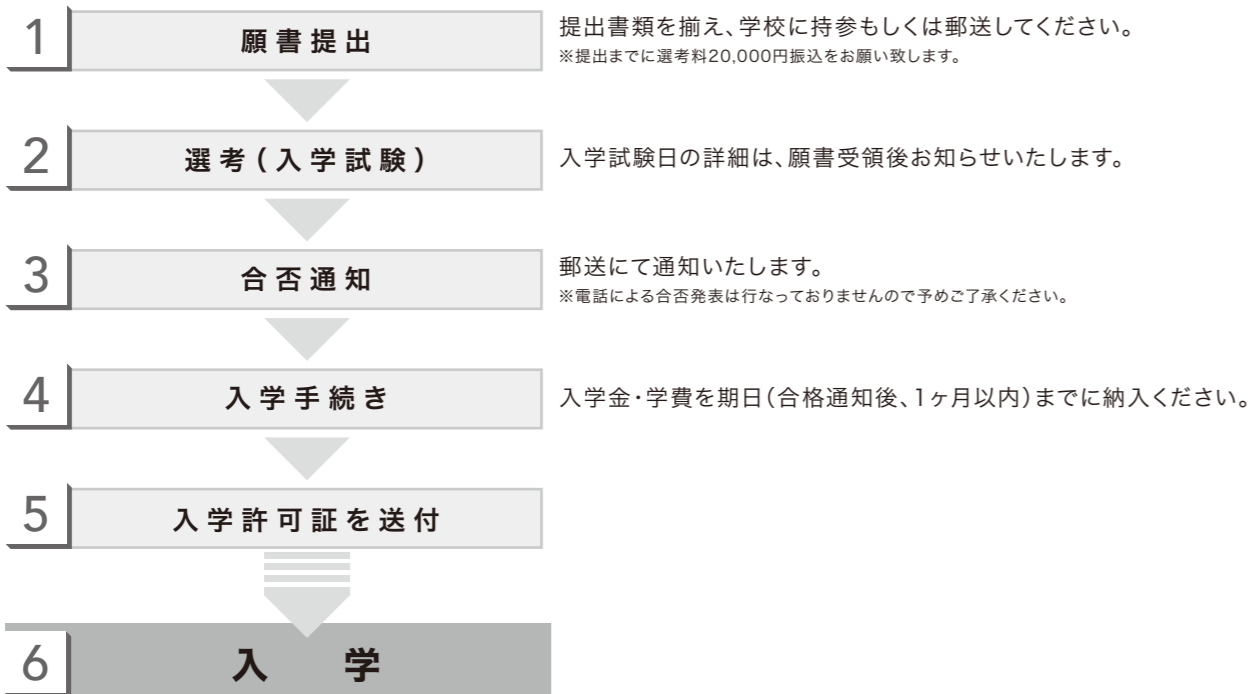 1
願書提出
提出書類を揃え、学校に持参もしくは郵送してください。
※提出までに選考料20,000円振込をお願い致します。
2
選考(入学試験)
入学試験日の詳細は、願書受領後お知らせいたします。
3
合否通知
郵送にて通知いたします。
※電話による合否発表は行なっておりませんので予めご了承ください。
4
入学手続き
入学金・学費を期日(合格通知後、1ヶ月以内)までに納入ください。
5
入学許可証を送付
6
入 学